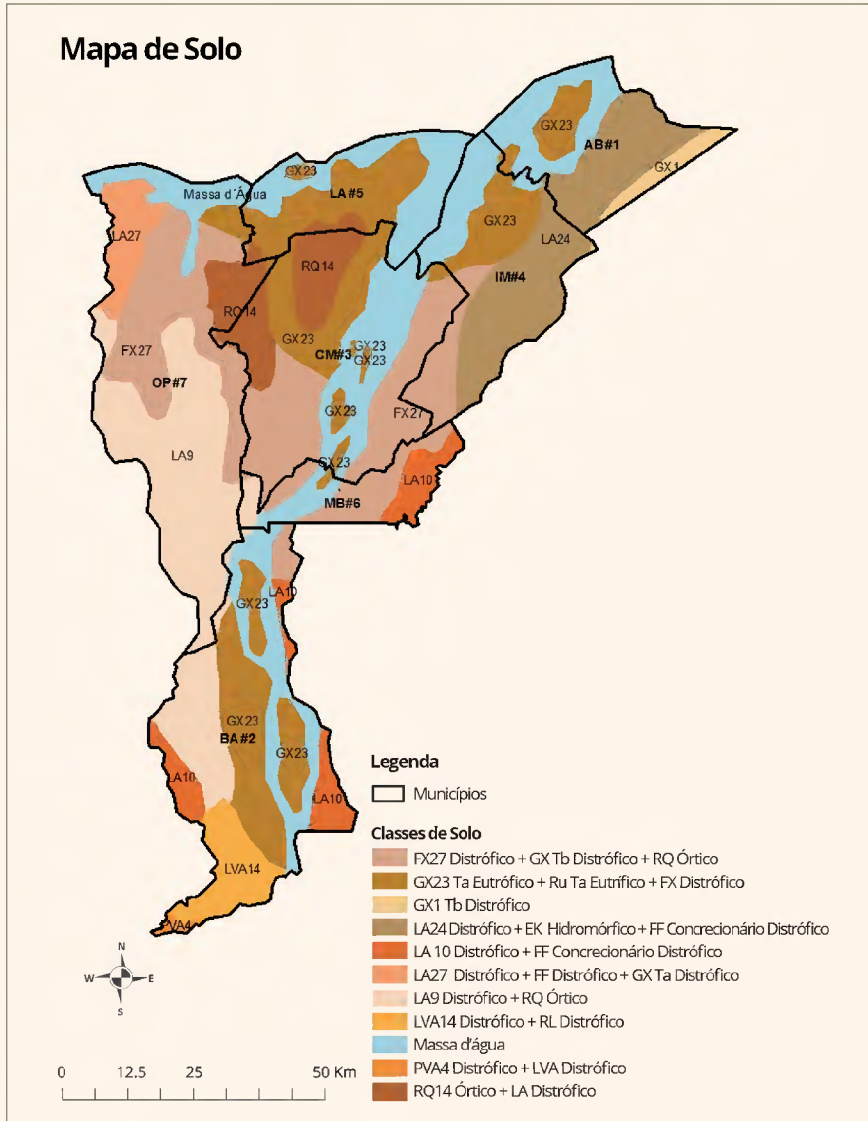 Mapa de Solo
GX23
AB#1
GX1
GX23
Massa d'Água
LA#5
LA27
GX23
LA24
RQ14
IM#4
RQ14
GX23
GX23
CM#3
GX23
FX27
OP#7
GX23
FX27
LA9
GX23
LA10
MB#6
GX23
LA10
GX23
BA#2
GX23
LA10
LA10
LVA14
PVA4
Legenda
Municípios
Classes de Solo
FX27 Distrófico + GX Tb Distrófico + RQ Órtico
GX23 Ta Eutrófico + Ru Ta Eutrífico + FX Distrófico
GX1 Tb Distrófico
LA24 Distrófico + EK Hidromórfico + FF Concrecionário Distrófico
LA 10 Distrófico + FF Concrecionário Distrófico
LA27 Distrófico + FF Distrófico + GX Ta Distrófico
LA9 Distrófico + RQ Órtico
LVA14 Distrófico + RL Distrófico
Massa d'água
PVA4 Distrófico + LVA Distrófico
RQ14 Órtico + LA Distrófico
N
W E
S
0 12.5 25 50 Km